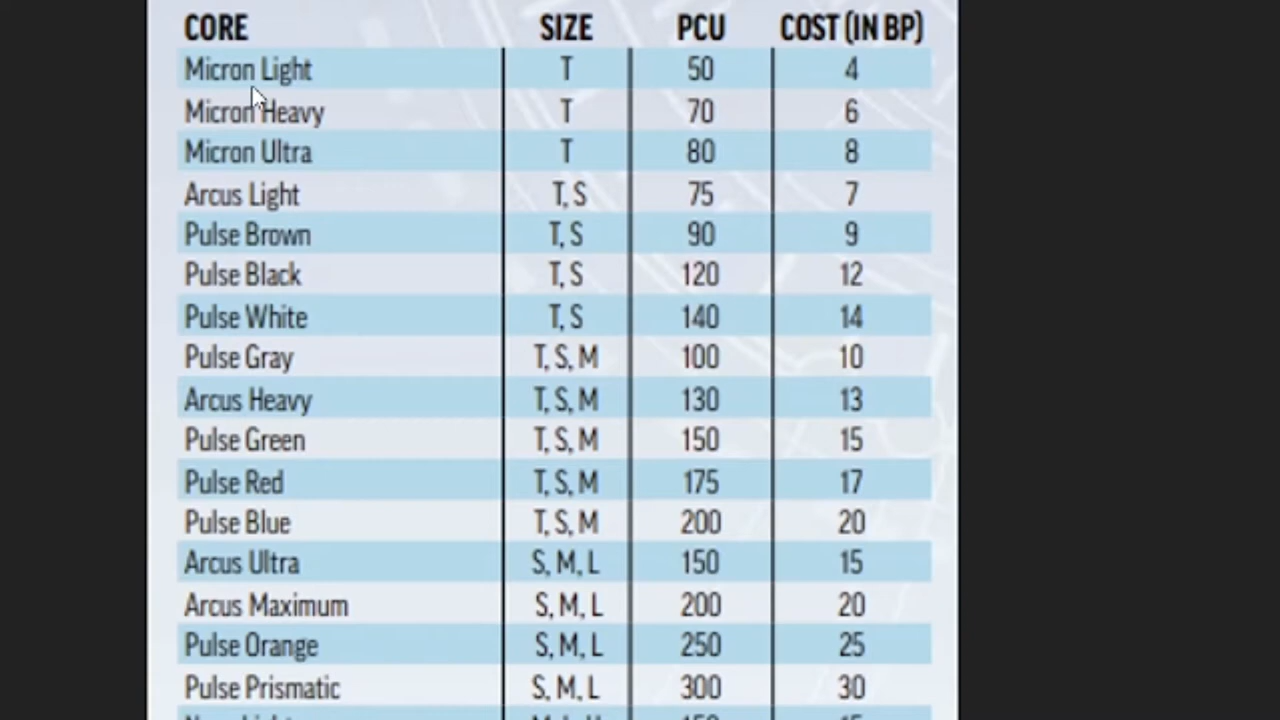 CORE SIZE PCU COST (IN BP)
Micron Light T 50 4
Micron Heavy T 70 6
Micron Ultra T 80 8
Arcus Light T, S 75 7
Pulse Brown T, S 90 9
Pulse Black T, S 120 12
Pulse White T, S 140 14
Pulse Gray T, S, M 100 10
Arcus Heavy T, S, M 130 13
Pulse Green T, S, M 150 15
Pulse Red T, S, M 175 17
Pulse Blue T, S, M 200 20
Arcus Ultra S, M, L 150 15
Arcus Maximum S, M, L 200 20
Pulse Orange S, M, L 250 25
Pulse Prismatic S, M, L 300 30